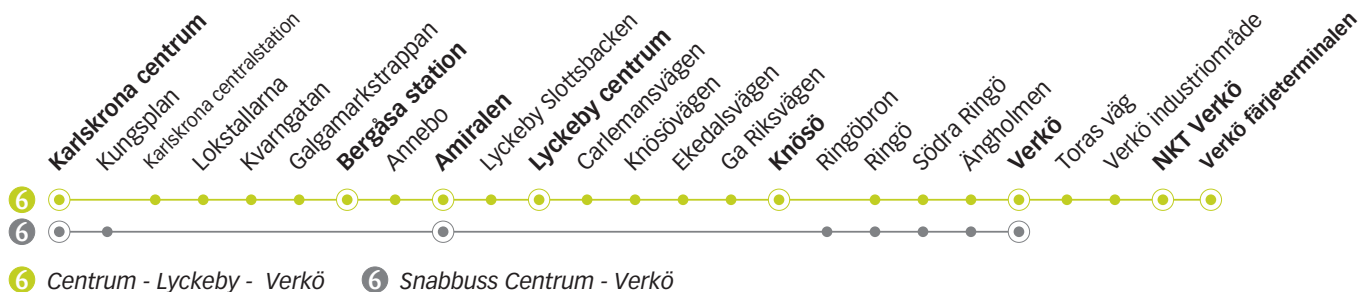 Karlskrona centrum
Kungsplan
Karlskrona centralstation
Lokstallarna
Kvarngatan
Galgamarkstrappan
Bergåsa station
Annebo
Amiralen
Lyckeby Slottsbacken
Lyckeby centrum
Carlemansvägen
Knösövägen
Ekedalsvägen
Ga Riksvägen
Knösö
Ringöbron
Ringö
Södra Ringö
Ängholmen
Verkö
Toras väg
Verkö industriområde
NKT Verkö
Verkö färjeterminalen
6
6
6 Centrum - Lyckeby - Verkö
6 Snabbuss Centrum - Verkö